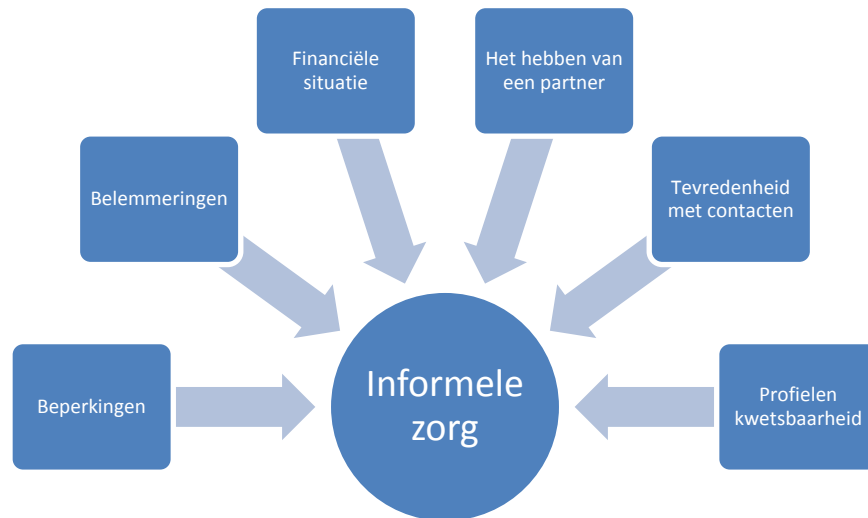 Financiële
situatie
Het hebben van
een partner
Belemmeringen
Tevredenheid
met contacten
Beperkingen
Informele
zorg
Profielen
kwetsbaarheid